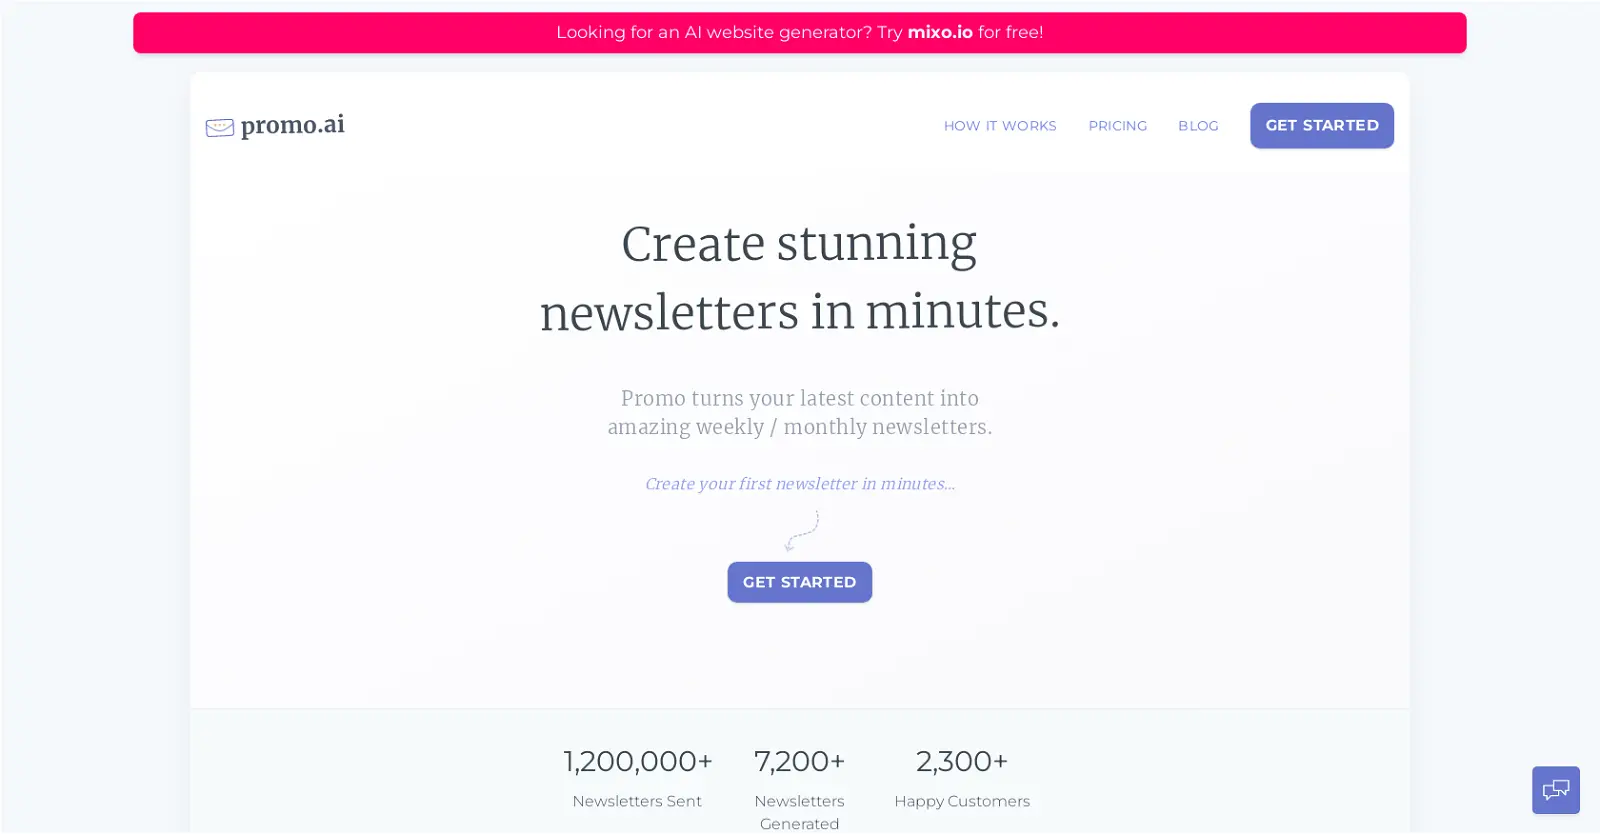 Looking for an AI website generator? Try mixo.io for free!
promo.ai
HOW IT WORKS
PRICING
BLOG
GET STARTED
Create stunning
newsletters in minutes.
Promo turns your latest content into
amazing weekly / monthly newsletters.
Create your first newsletter in minutes...
GET STARTED
1,200,000+
Newsletters Sent
7,200+
Newsletters
Generated
2,300+
Happy Customers